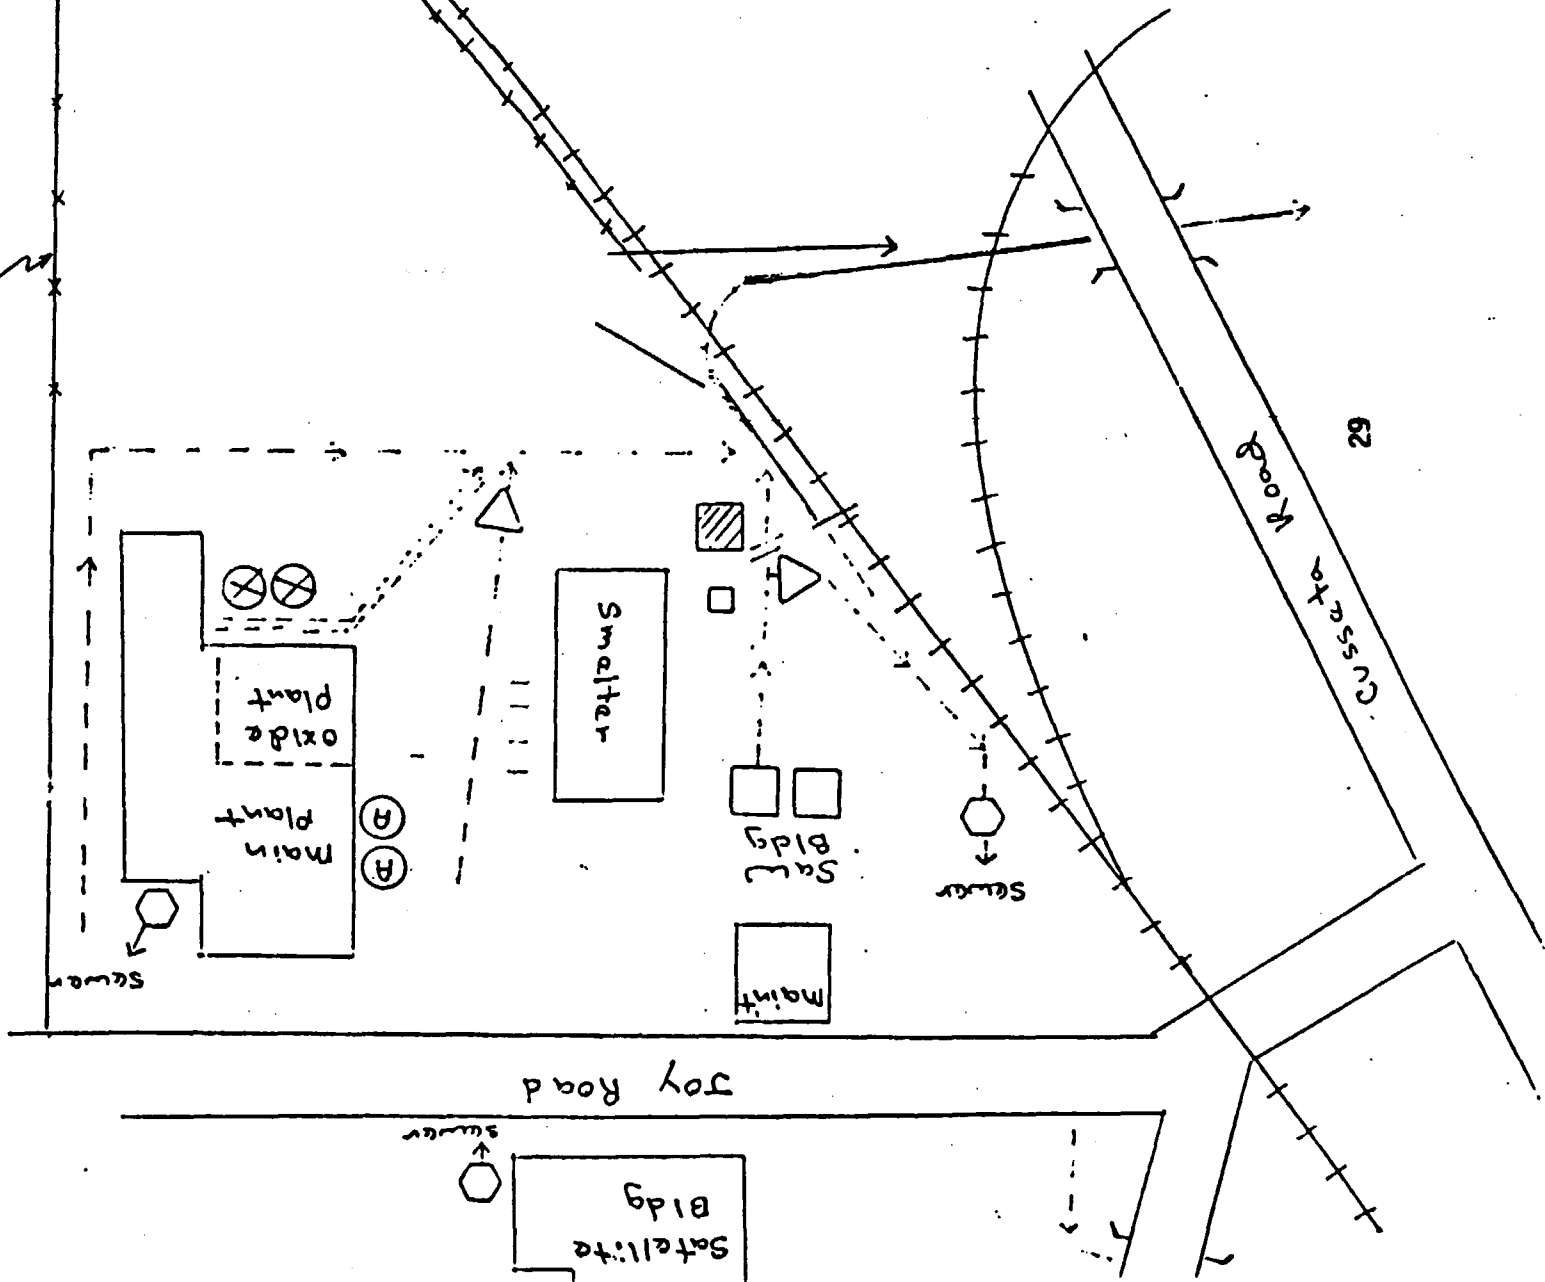 Satellite
Bldg
sewer
Joy Road
maint
sewer
sewer
Saw
Bldg
main
Plant
A
A
oxide
Plant
Smelter
Cusseta Road
29